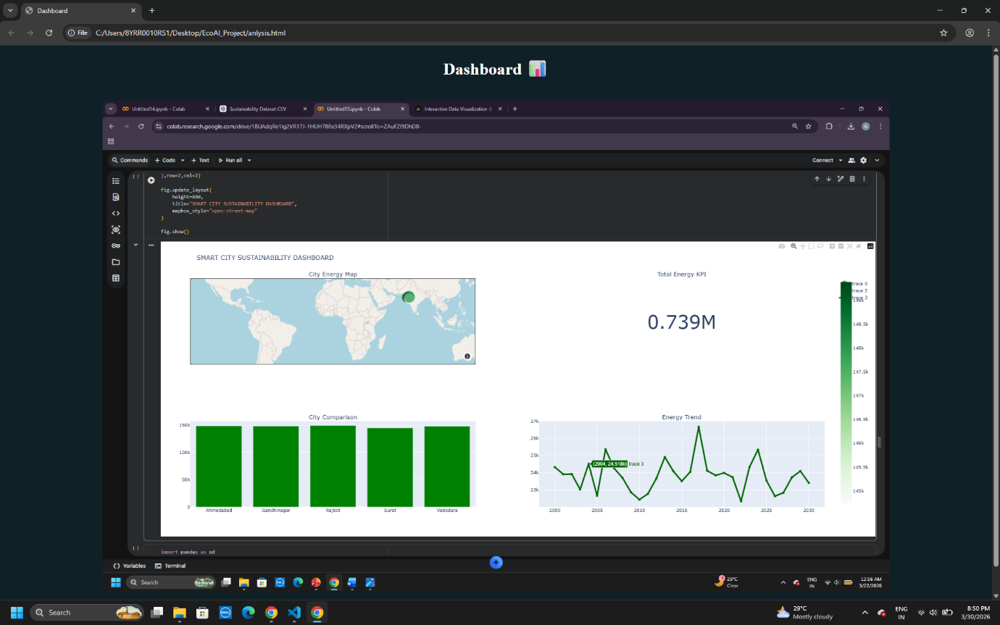 Dashboard
File C:/Users/8YRR0010RS1/Desktop/EcoAI_Project/anlysis.html
Dashboard
Untitled14.ipynb - Colab
Sustainability Dataset CSV
Untitled15.ipynb - Colab
Interactive Data Visualization &
colab.research.google.com/drive/1BUAdqRe1ig2VR17J-1HUH788e34RXpV2#scrollTo=ZAuFZI9DhD8-
G
Commands + Code + Text Run all
Connect
[ ]
),row=2,col=2)
fig.update_layout(
height=800,
title="SMART CITY SUSTAINABILITY DASHBOARD",
mapbox_style="open-street-map"
)
fig.show()
SMART CITY SUSTAINABILITY DASHBOARD
City Energy Map
Total Energy KPI
0.739M
trace 0
trace 2
trace 3
149k
148.5k
148k
147.5k
147k
146.5k
146k
145.5k
145k
City Comparison
150k
100k
50k
0
Ahmedabad Gandhinagar Rajkot Surat Vadodara
Energy Trend
27k
26k
25k
24k
23k
(2004, 24.518k) trace 3
2000 2005 2010 2015 2020 2025 2030
[ ]
import pandas as pd
Variables Terminal
Search
1
25°C
Clear
ENG
IN
12:16 AM
3/22/2026
Search
29°C
Mostly cloudy
ENG
IN
8:50 PM
3/30/2026